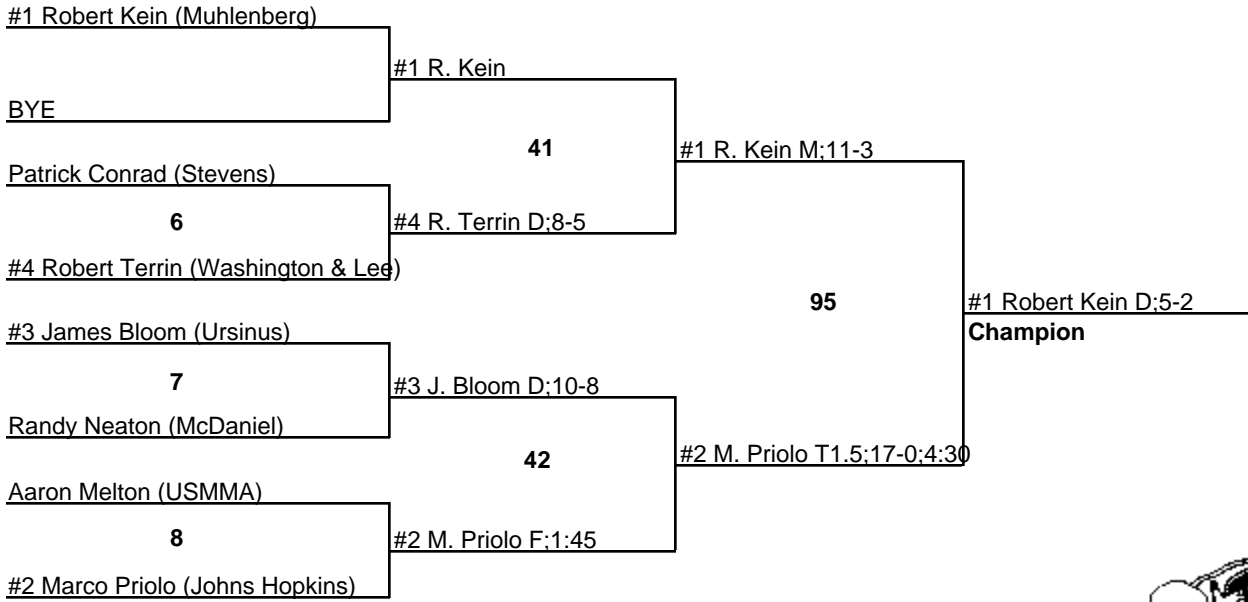 #1 Robert Kein (Muhlenberg)
#1 R. Kein
BYE
41
#1 R. Kein M;11-3
Patrick Conrad (Stevens)
6
#4 R. Terrin D;8-5
#4 Robert Terrin (Washington & Lee)
95
#1 Robert Kein D;5-2
Champion
#3 James Bloom (Ursinus)
7
#3 J. Bloom D;10-8
Randy Neaton (McDaniel)
42
#2 M. Priolo T1.5;17-0;4:30
Aaron Melton (USMMA)
8
#2 M. Priolo F;1:45
#2 Marco Priolo (Johns Hopkins)